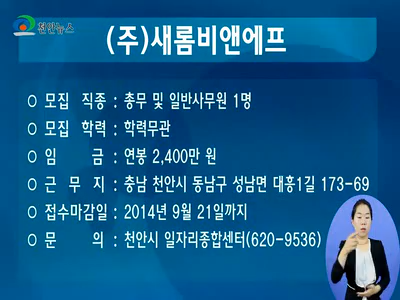 천안뉴스
(주)새롬비앤에프
모집 직종 : 총무 및 일반사무원 1명
모집 학력 : 학력무관
임 금 : 연봉 2,400만 원
근 무 지 : 충남 천안시 동남구 성남면 대흥1길 173-69
접수마감일 : 2014년 9월 21일까지
문 의 : 천안시 일자리종합센터(620-9536)